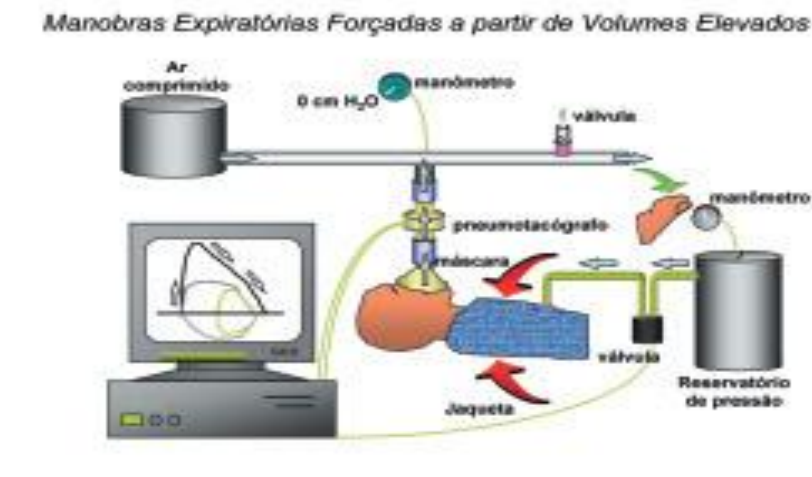 Manobras Expiratórias Forçadas a partir de Volumes Elevados
Ar
comprimido
manômetro
0 cm H₂O
válvula
manômetro
pneumotacógrafo
máscara
válvula
Jaqueta
Reservatório
de pressão